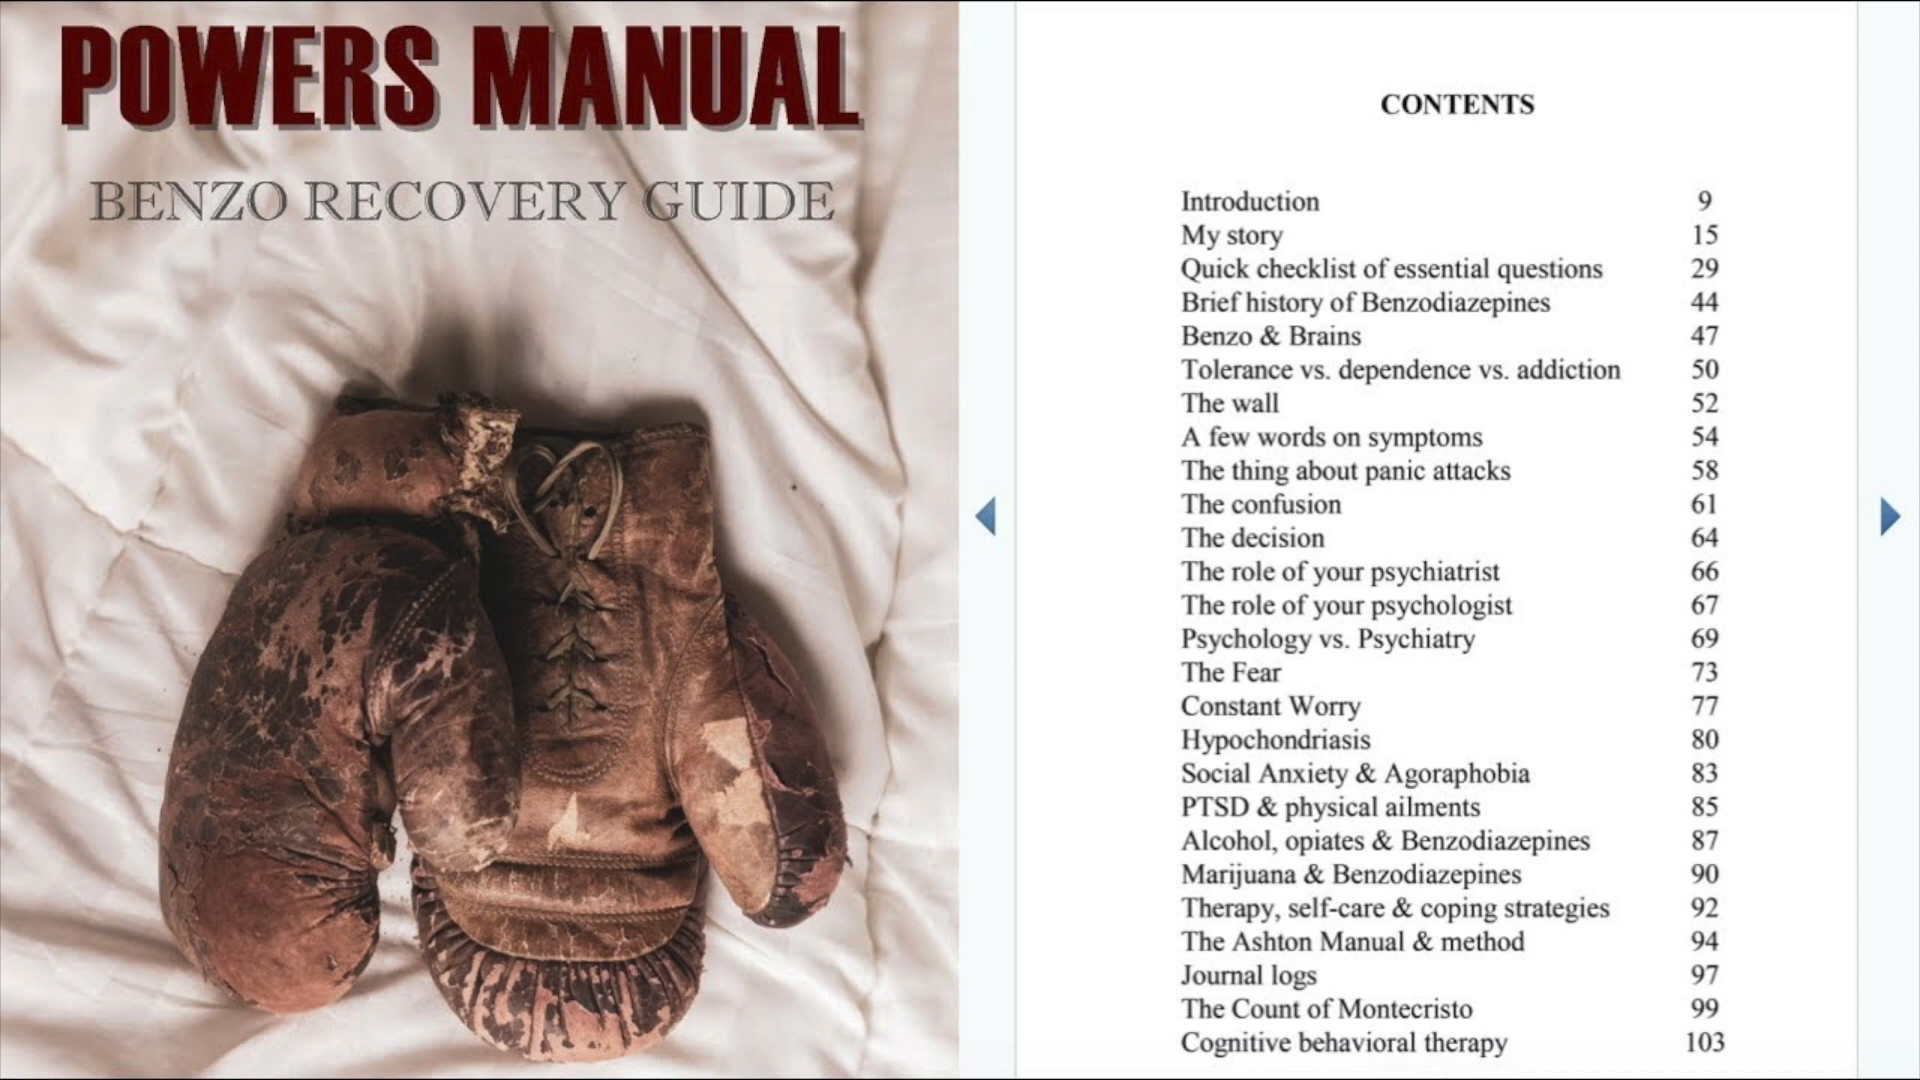 POWERS MANUAL
BENZO RECOVERY GUIDE
CONTENTS
Introduction 9
My story 15
Quick checklist of essential questions 29
Brief history of Benzodiazepines 44
Benzo & Brains 47
Tolerance vs. dependence vs. addiction 50
The wall 52
A few words on symptoms 54
The thing about panic attacks 58
The confusion 61
The decision 64
The role of your psychiatrist 66
The role of your psychologist 67
Psychology vs. Psychiatry 69
The Fear 73
Constant Worry 77
Hypochondriasis 80
Social Anxiety & Agoraphobia 83
PTSD & physical ailments 85
Alcohol, opiates & Benzodiazepines 87
Marijuana & Benzodiazepines 90
Therapy, self-care & coping strategies 92
The Ashton Manual & method 94
Journal logs 97
The Count of Montecristo 99
Cognitive behavioral therapy 103